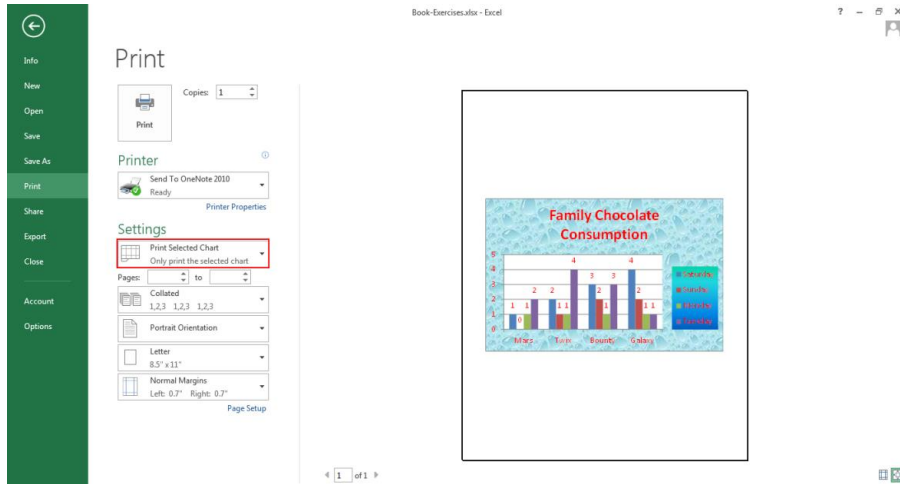 Book-Exercises.xlsx - Excel
?
Info
New
Open
Save
Save As
Print
Share
Export
Close
Account
Options
Print
Copies: 1
Print
Printer
Send To OneNote 2010
Ready
Printer Properties
Settings
Print Selected Chart
Only print the selected chart
Pages: to
Collated
1,2,3 1,2,3 1,2,3
Portrait Orientation
Letter
8.5" x 11"
Normal Margins
Left: 0.7" Right: 0.7"
Page Setup
Family Chocolate
Consumption
5
4
3
2
1
0
1 0 1 2
2 1 1 4
3 2 1 3
4 2 1 1
Mars Twix Bounty Galaxy
Saturday
Sunday
1 of 1